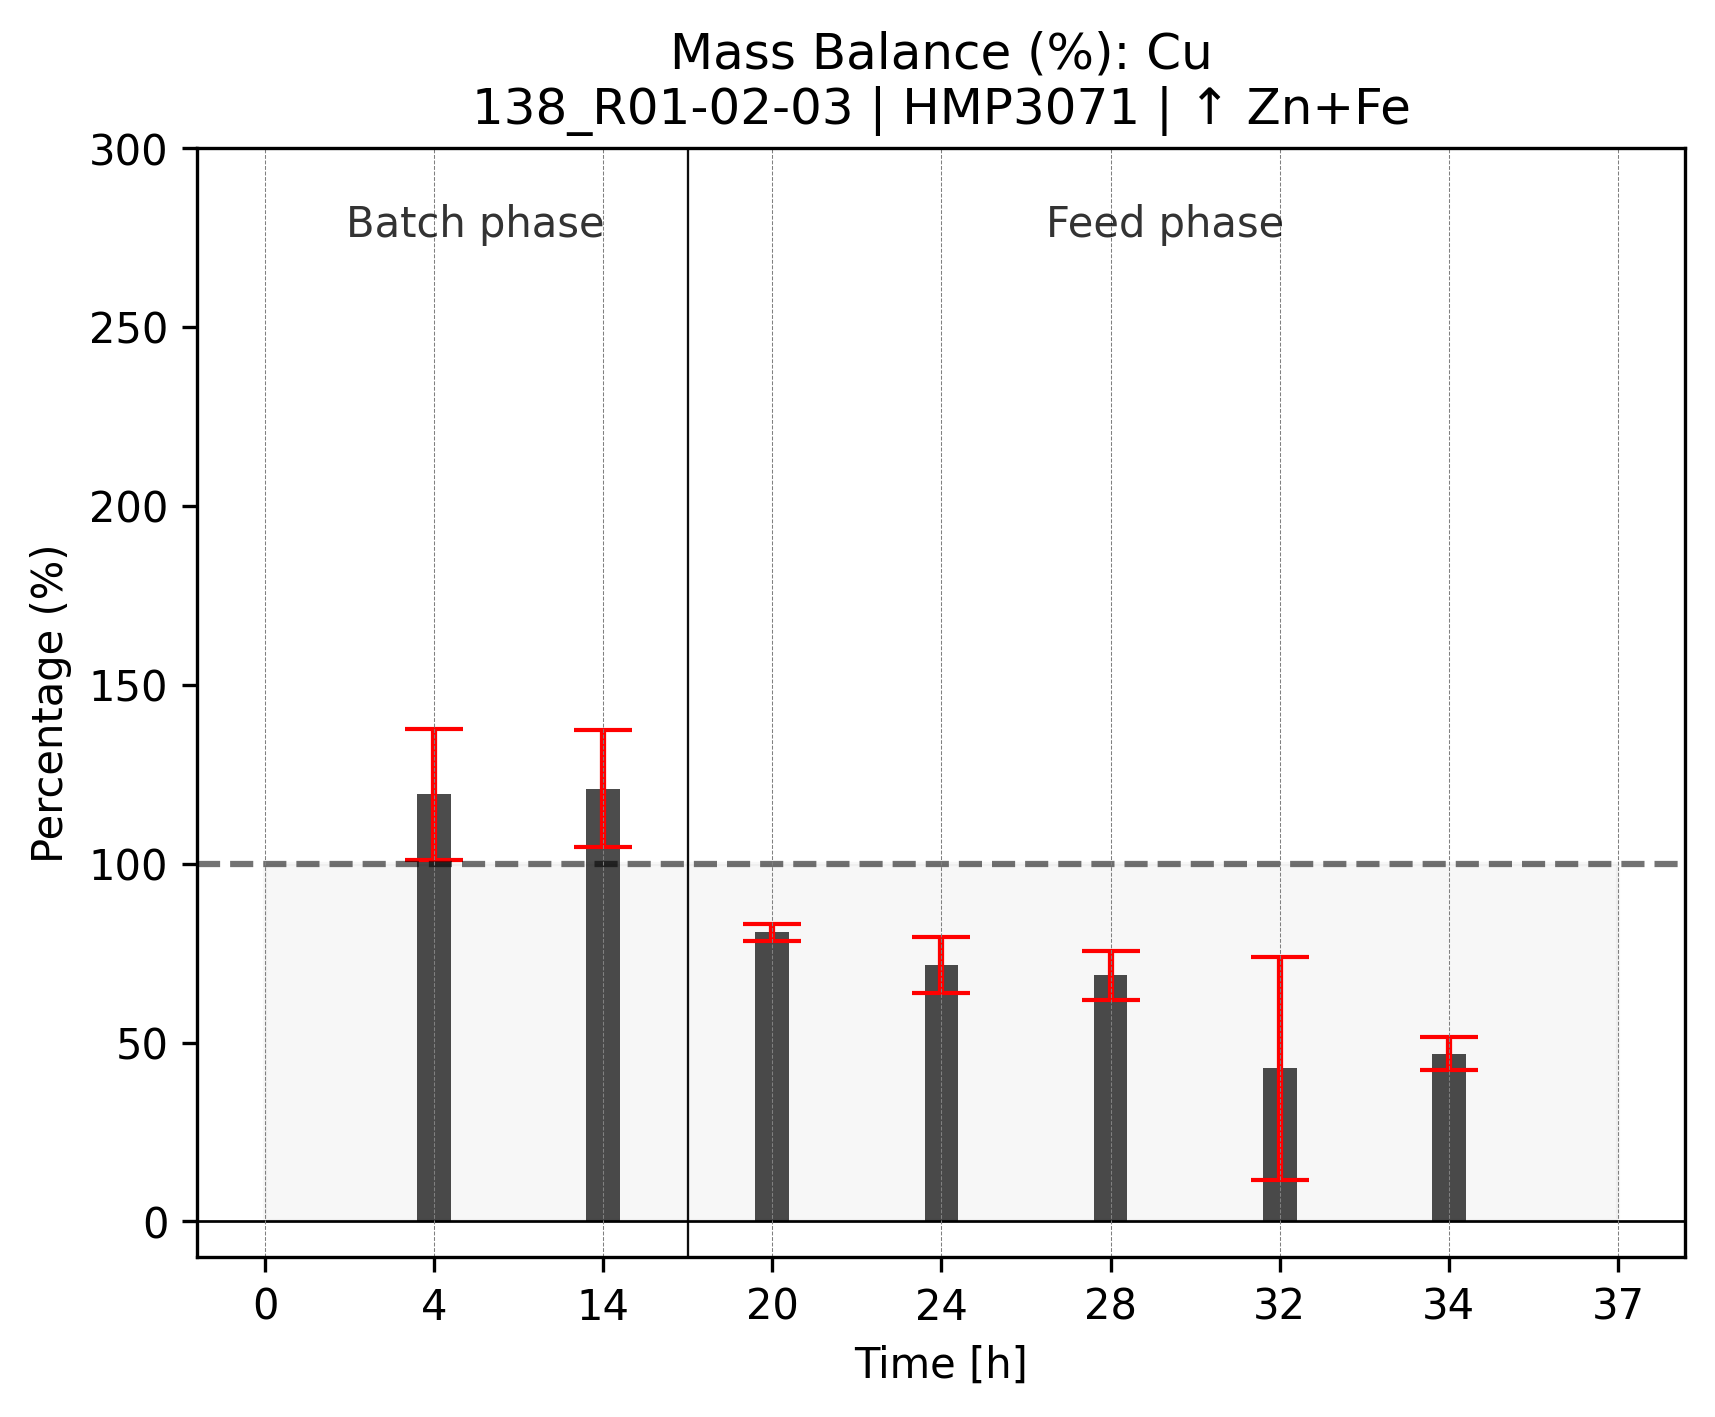 Mass Balance (%): Cu
138_R01-02-03 | HMP3071 | ↑ Zn+Fe
Batch phase
Feed phase
Percentage (%)
300
250
200
150
100
50
0
0 4 14 20 24 28 32 34 37
Time [h]